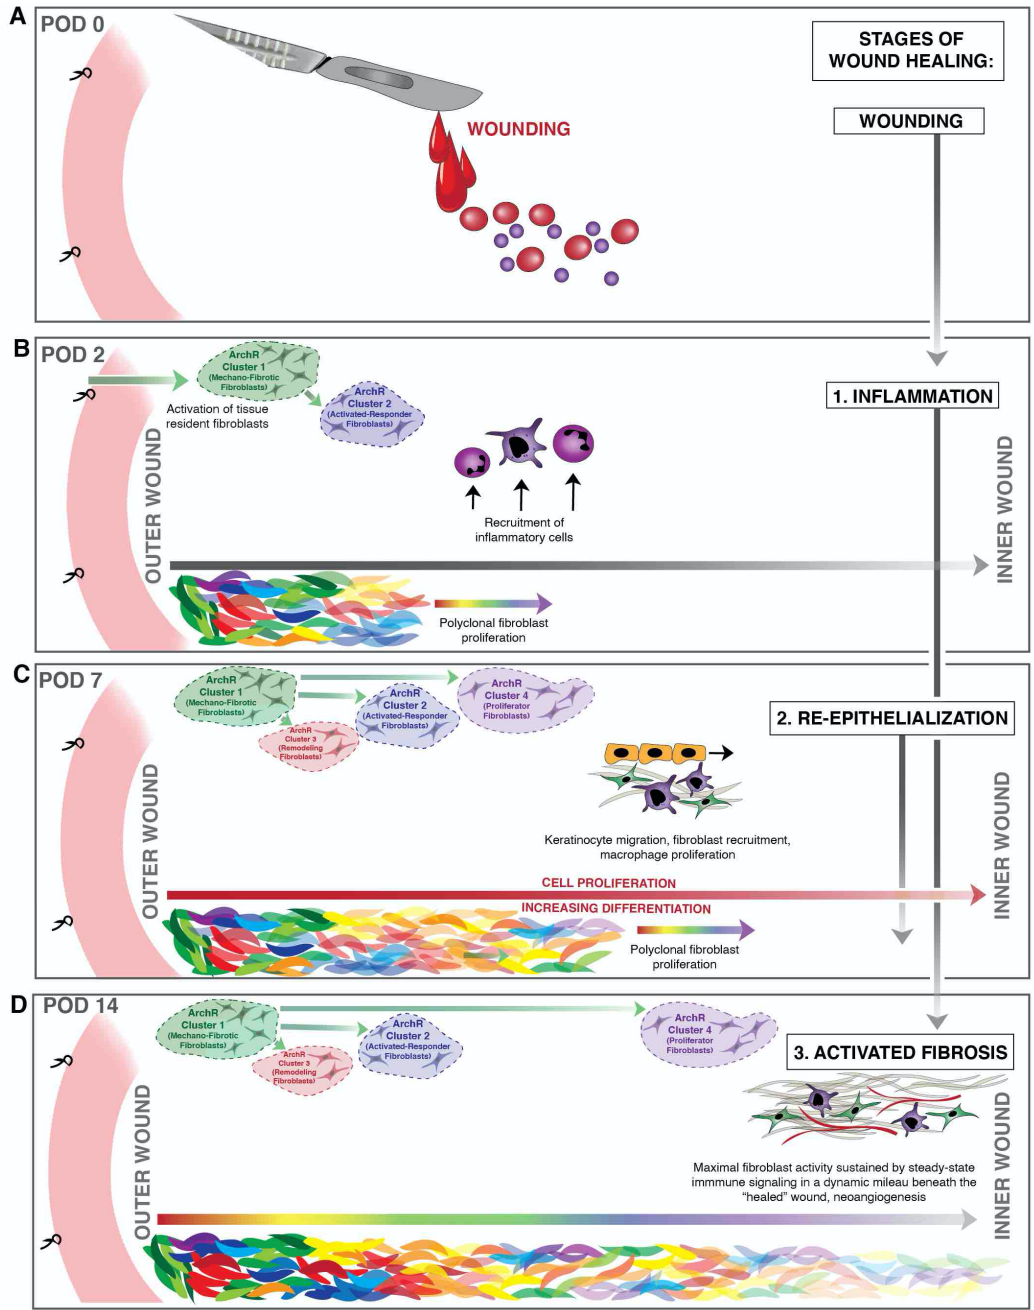 A
POD 0
STAGES OF
WOUND HEALING:
WOUNDING
WOUNDING
B
POD 2
ArchR
Cluster 1
(Mechano-Fibrotic
Fibroblasts)
Activation of tissue
resident fibroblasts
ArchR
Cluster 2
(Activated-Responder
Fibroblasts)
1. INFLAMMATION
Recruitment of
inflammatory cells
OUTER WOUND
INNER WOUND
Polyclonal fibroblast
proliferation
C
POD 7
ArchR
Cluster 1
(Mechano-Fibrotic
Fibroblasts)
ArchR
Cluster 3
(Remodeling
Fibroblasts)
ArchR
Cluster 2
(Activated-Responder
Fibroblasts)
ArchR
Cluster 4
(Proliferator
Fibroblasts)
2. RE-EPITHELIALIZATION
Keratinocyte migration, fibroblast recruitment,
macrophage proliferation
OUTER WOUND
INNER WOUND
CELL PROLIFERATION
INCREASING DIFFERENTIATION
Polyclonal fibroblast
proliferation
D
POD 14
ArchR
Cluster 1
(Mechano-Fibrotic
Fibroblasts)
ArchR
Cluster 3
(Remodeling
Fibroblasts)
ArchR
Cluster 2
(Activated-Responder
Fibroblasts)
ArchR
Cluster 4
(Proliferator
Fibroblasts)
3. ACTIVATED FIBROSIS
Maximal fibroblast activity sustained by steady-state
immmune signaling in a dynamic mileau beneath the
“healed” wound, neoangiogenesis
OUTER WOUND
INNER WOUND